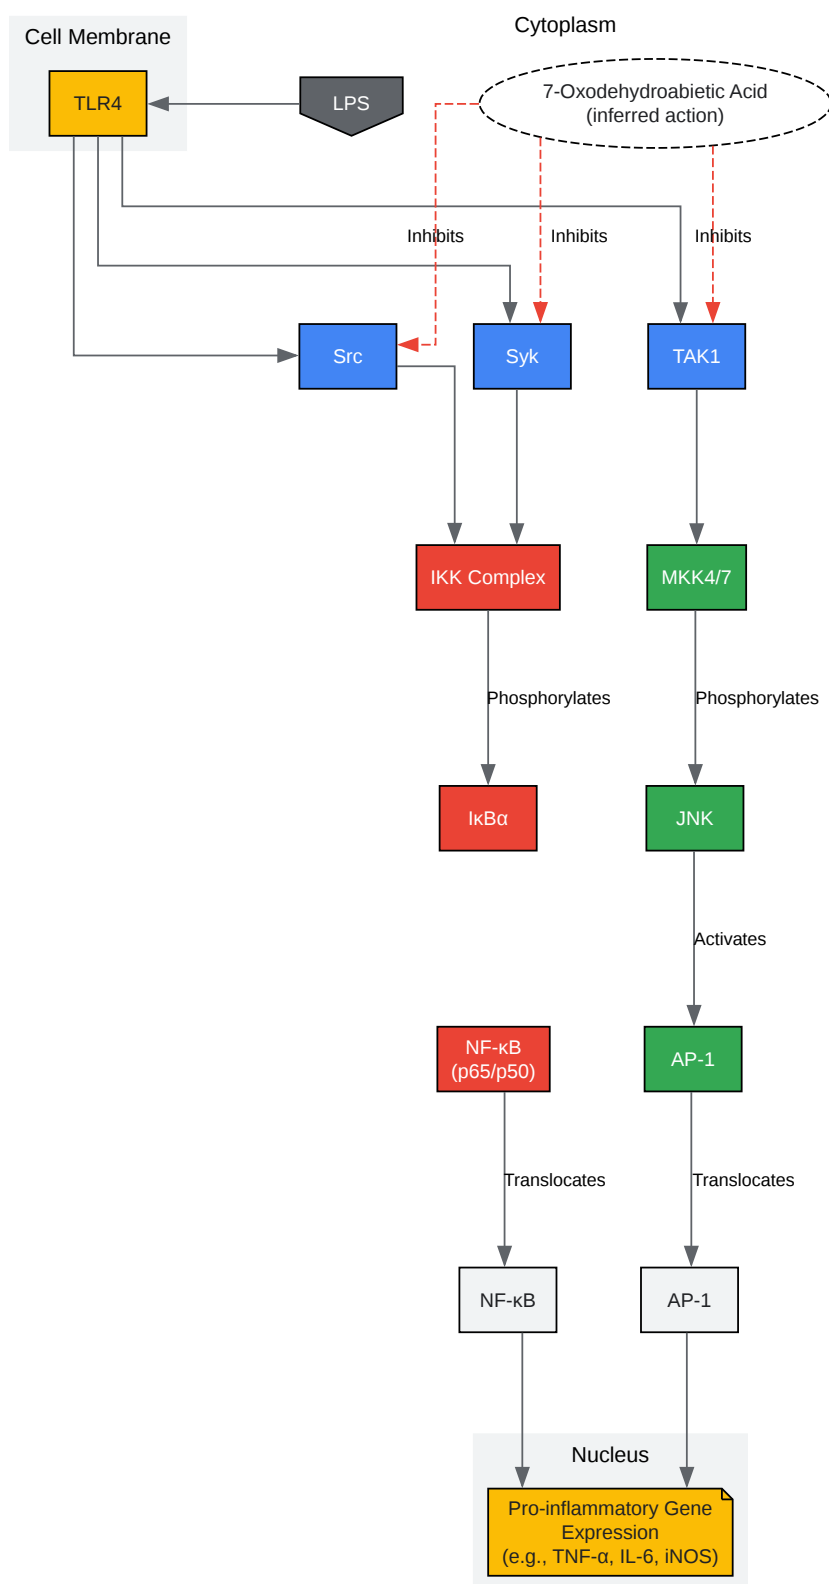 Cytoplasm
Cell Membrane
TLR4
LPS
7-Oxodehydroabietic Acid
(inferred action)
Inhibits
Inhibits
Inhibits
Src
Syk
TAK1
IKK Complex
MKK4/7
Phosphorylates
Phosphorylates
IκBα
JNK
Activates
NF-κB
(p65/p50)
AP-1
Translocates
Translocates
NF-κB
AP-1
Nucleus
Pro-inflammatory Gene
Expression
(e.g., TNF-α, IL-6, iNOS)